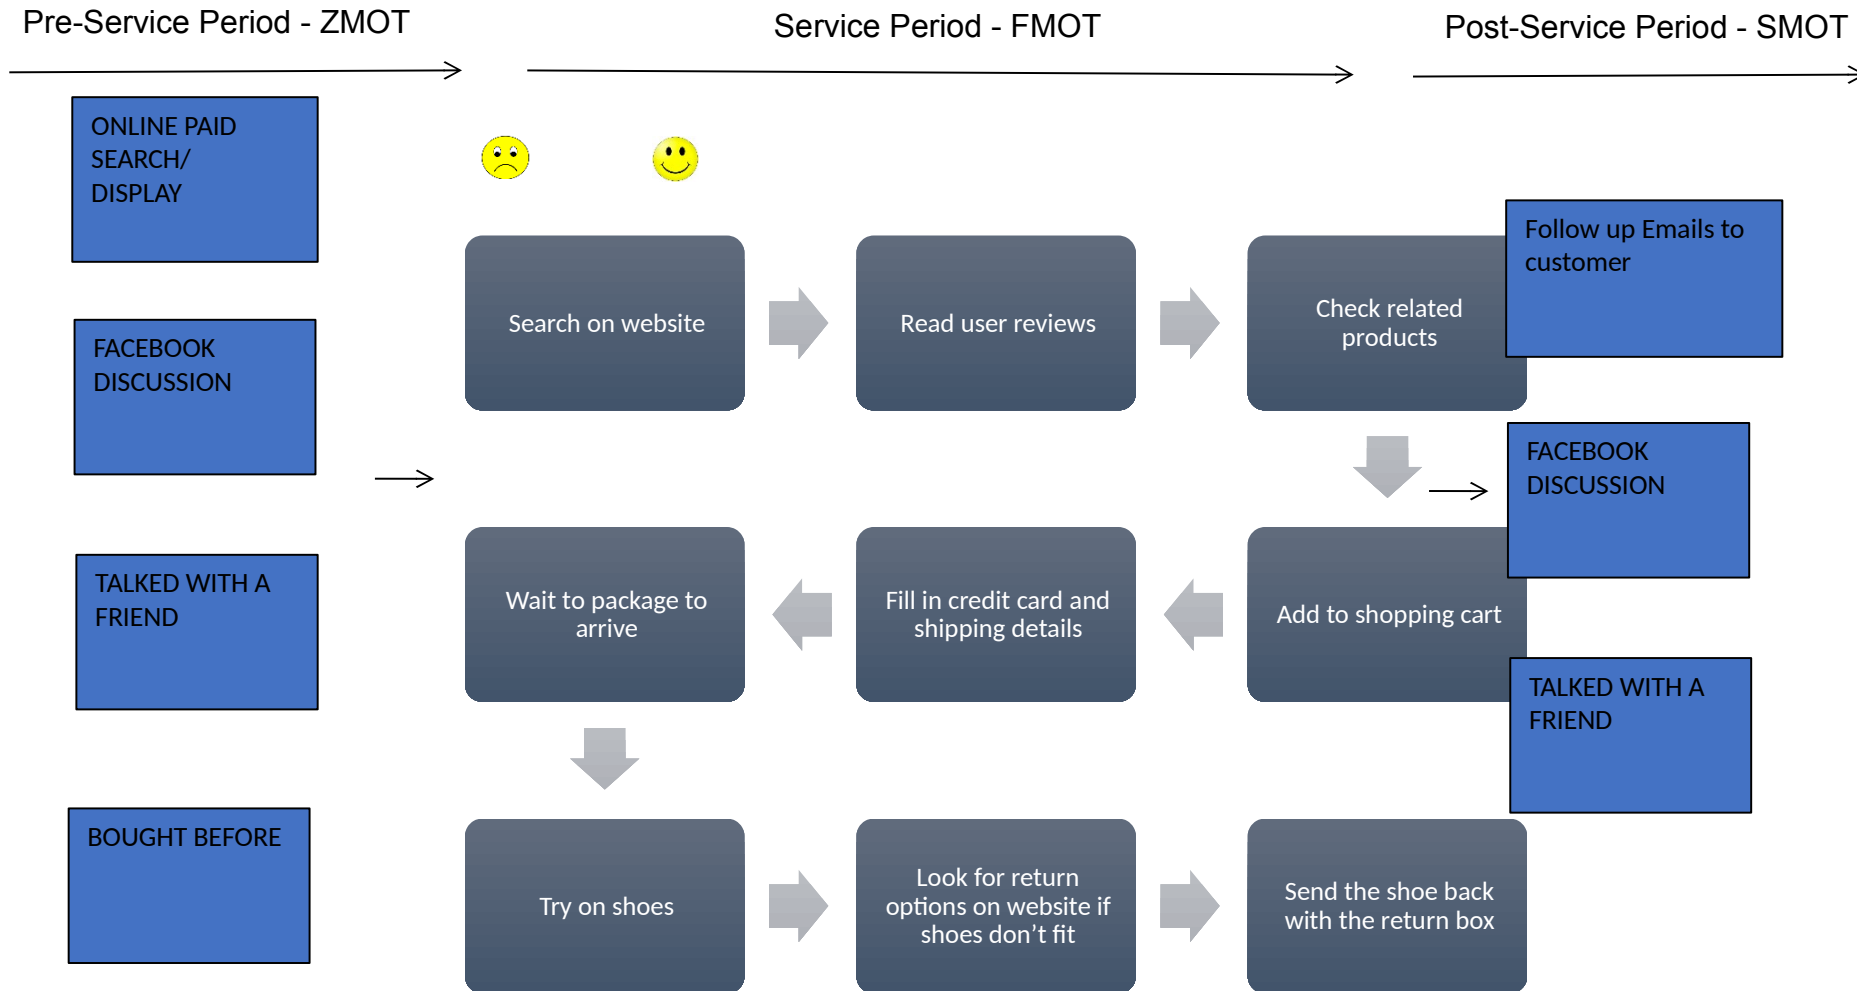 Pre-Service Period - ZMOT
Service Period - FMOT
Post-Service Period - SMOT
ONLINE PAID
SEARCH/
DISPLAY
FACEBOOK
DISCUSSION
TALKED WITH A
FRIEND
BOUGHT BEFORE
Search on website
Read user reviews
Check related
products
Add to shopping cart
Fill in credit card and
shipping details
Wait to package to
arrive
Try on shoes
Look for return
options on website if
shoes don’t fit
Send the shoe back
with the return box
Follow up Emails to
customer
FACEBOOK
DISCUSSION
TALKED WITH A
FRIEND